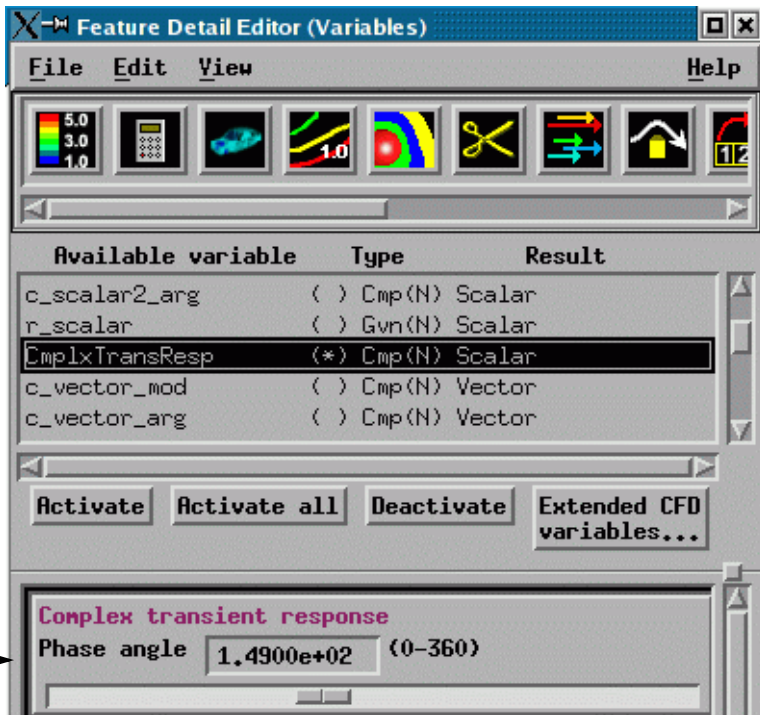 Feature Detail Editor (Variables)
File Edit View Help
5.0
3.0
1.0
1.0
12
Available variable Type Result
c_scalar2_arg ( ) Cmp(N) Scalar
r_scalar ( ) Gvn(N) Scalar
CmplxTransResp (*) Cmp(N) Scalar
c_vector_mod ( ) Cmp(N) Vector
c_vector_arg ( ) Cmp(N) Vector
Activate Activate all Deactivate Extended CFD
variables...
Complex transient response
Phase angle 1.4900e+02 (0-360)